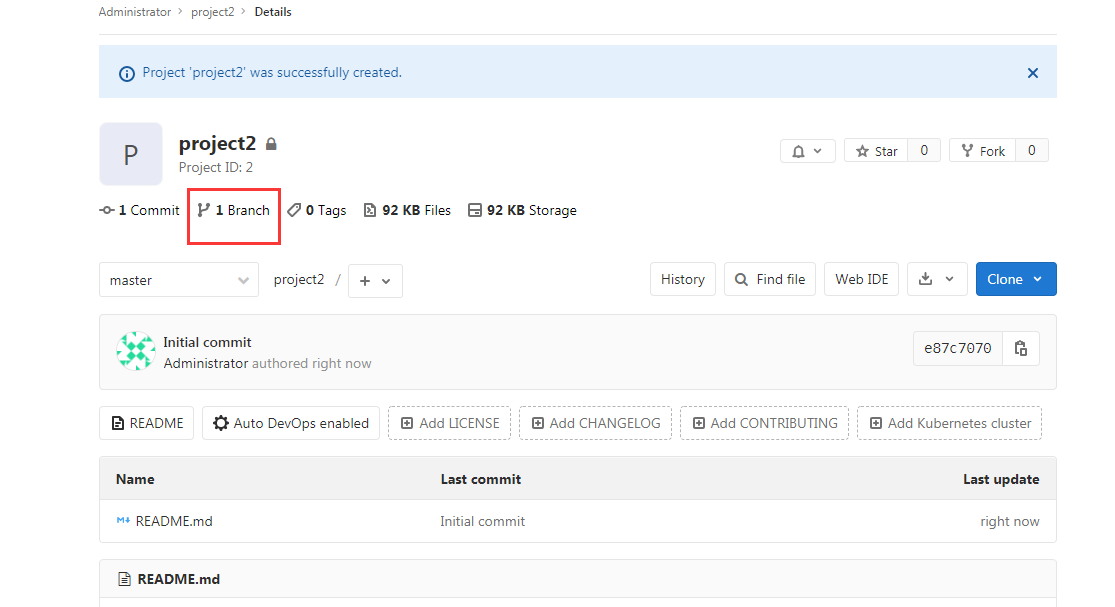 Administrator > project2 > Details
Project 'project2' was successfully created.
P
project2
Project ID: 2
Star 0 Fork 0
1 Commit 1 Branch 0 Tags 92 KB Files 92 KB Storage
master project2 / + History Find file Web IDE Clone
Initial commit
Administrator authored right now
e87c7070
README Auto DevOps enabled Add LICENSE Add CHANGELOG Add CONTRIBUTING Add Kubernetes cluster
Name Last commit Last update
M README.md Initial commit right now
README.md